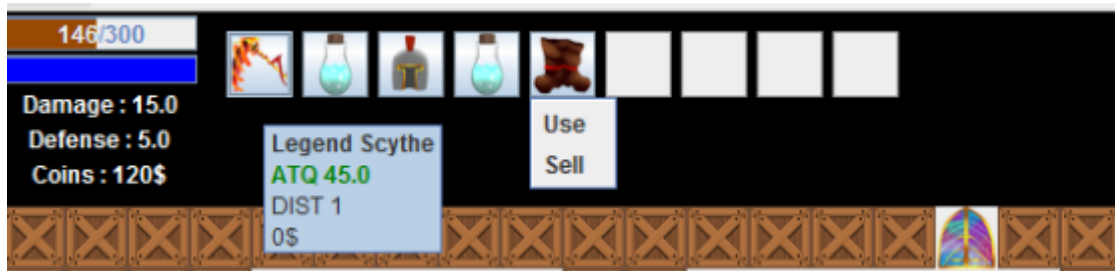 146/300
Damage : 15.0
Defense : 5.0
Coins : 120$
Legend Scythe
ATQ 45.0
DIST 1
0$
Use
Sell